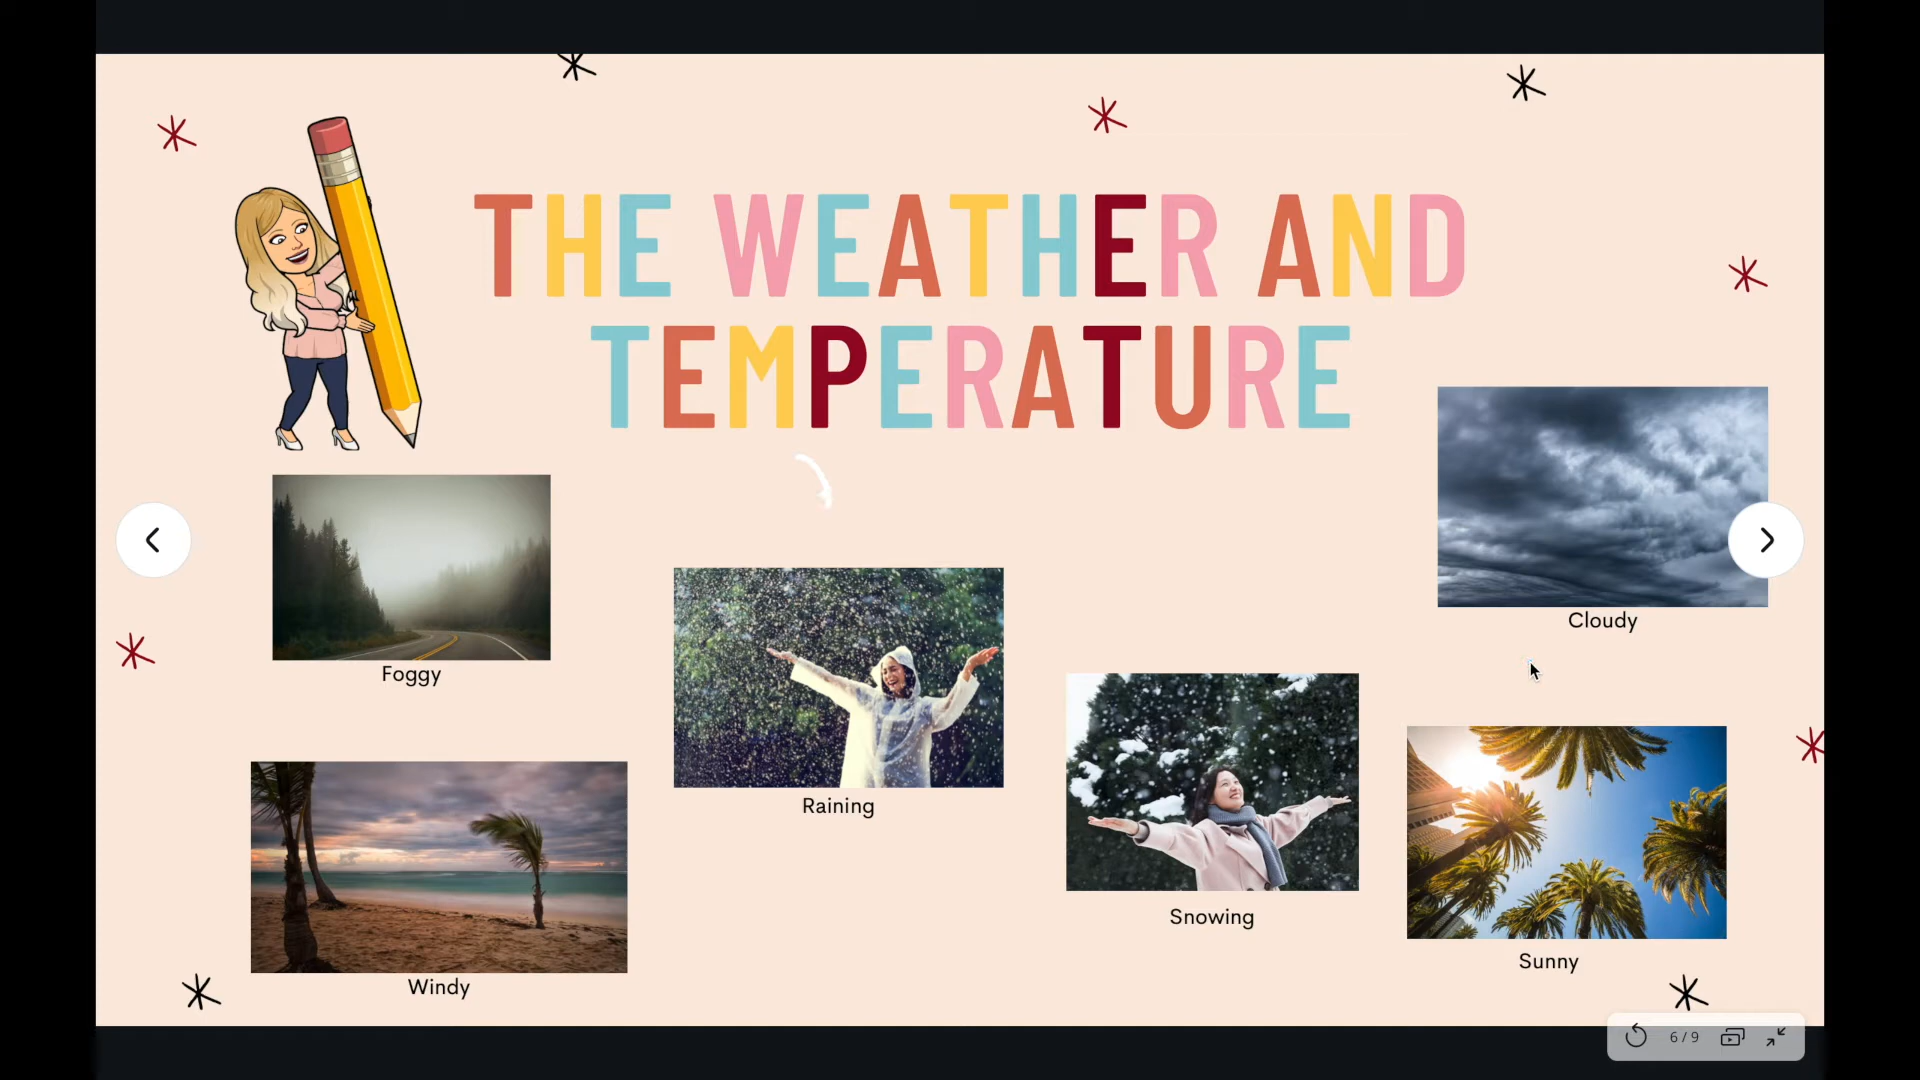 THE WEATHER AND
TEMPERATURE
Cloudy
Foggy
Raining
Snowing
Sunny
Windy
6/9